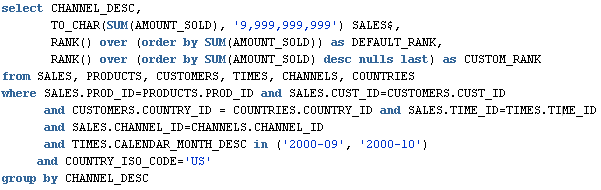 select CHANNEL_DESC,
TO_CHAR(SUM(AMOUNT_SOLD), '9,999,999,999') SALES$,
RANK() over (order by SUM(AMOUNT_SOLD)) as DEFAULT_RANK,
RANK() over (order by SUM(AMOUNT_SOLD) desc nulls last) as CUSTOM_RANK
from SALES, PRODUCTS, CUSTOMERS, TIMES, CHANNELS, COUNTRIES
where SALES.PROD_ID=PRODUCTS.PROD_ID and SALES.CUST_ID=CUSTOMERS.CUST_ID
and CUSTOMERS.COUNTRY_ID = COUNTRIES.COUNTRY_ID and SALES.TIME_ID=TIMES.TIME_ID
and SALES.CHANNEL_ID=CHANNELS.CHANNEL_ID
and TIMES.CALENDAR_MONTH_DESC in ('2000-09', '2000-10')
and COUNTRY_ISO_CODE='US'
group by CHANNEL_DESC